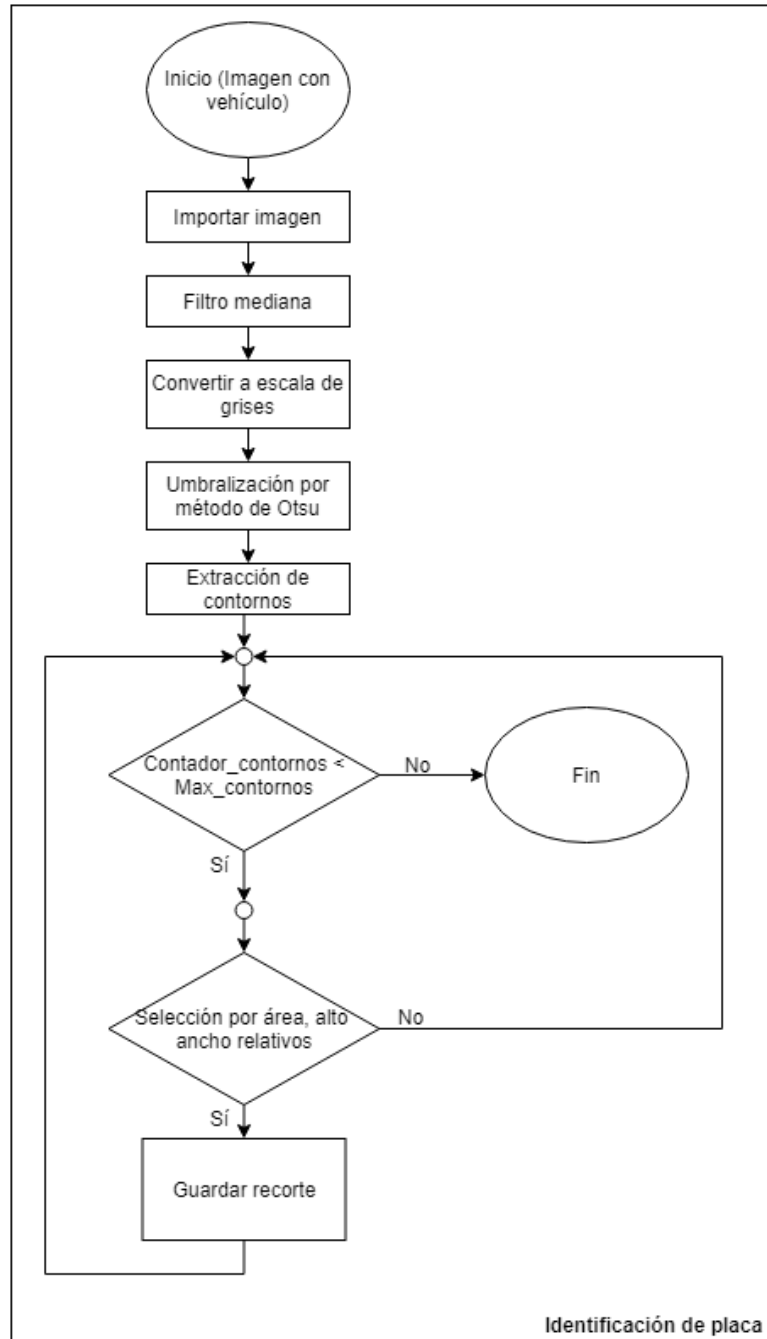 Inicio (Imagen con
vehículo)
Importar imagen
Filtro mediana
Convertir a escala de
grises
Umbralización por
método de Otsu
Extracción de
contornos
Contador_contornos <
Max_contornos
No
Fin
Sí
Selección por área, alto
ancho relativos
No
Sí
Guardar recorte
Identificación de placa